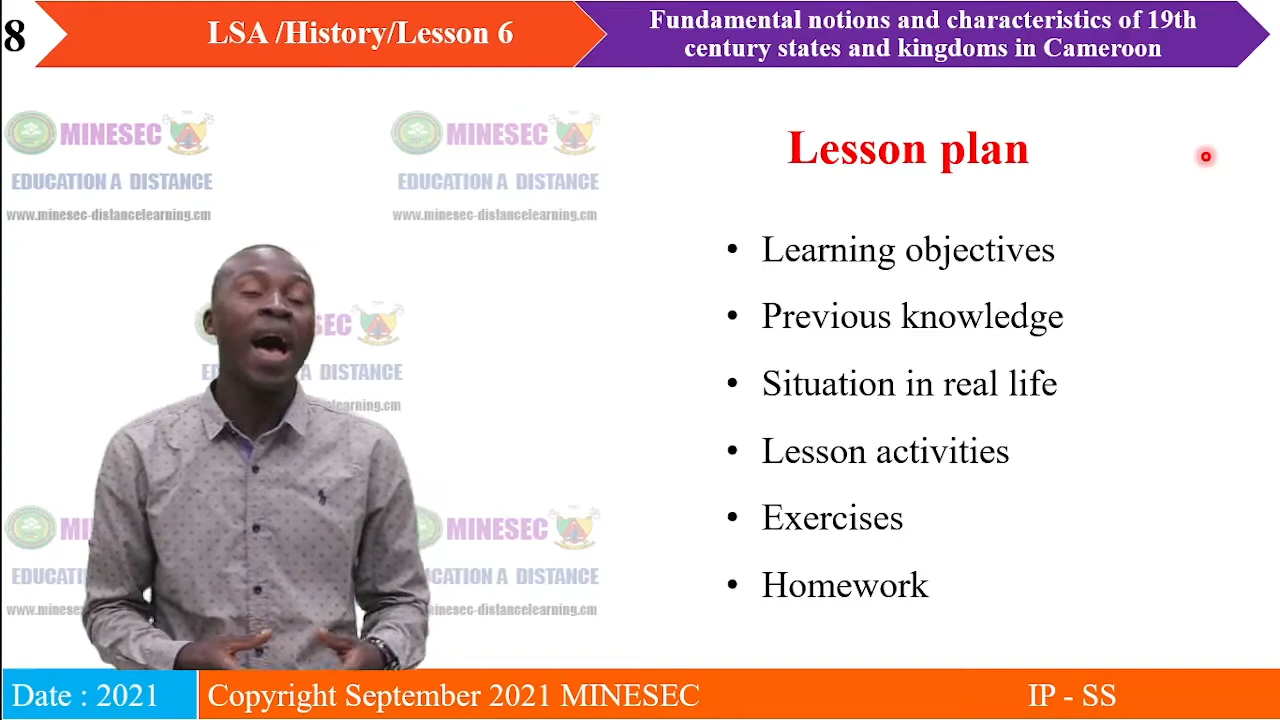 8
LSA /History/Lesson 6
Fundamental notions and characteristics of 19th
century states and kingdoms in Cameroon
MINESEC
EDUCATION A DISTANCE
www.minesec-distancelearning.cm
MINESEC
EDUCATION A DISTANCE
www.minesec-distancelearning.cm
Lesson plan
• Learning objectives
• Previous knowledge
• Situation in real life
• Lesson activities
• Exercises
• Homework
SEC
A DISTANCE
MINESEC
EDUCATION A DISTANCE
minesec-distancelearning.cm
Date : 2021
Copyright September 2021 MINESEC
IP - SS